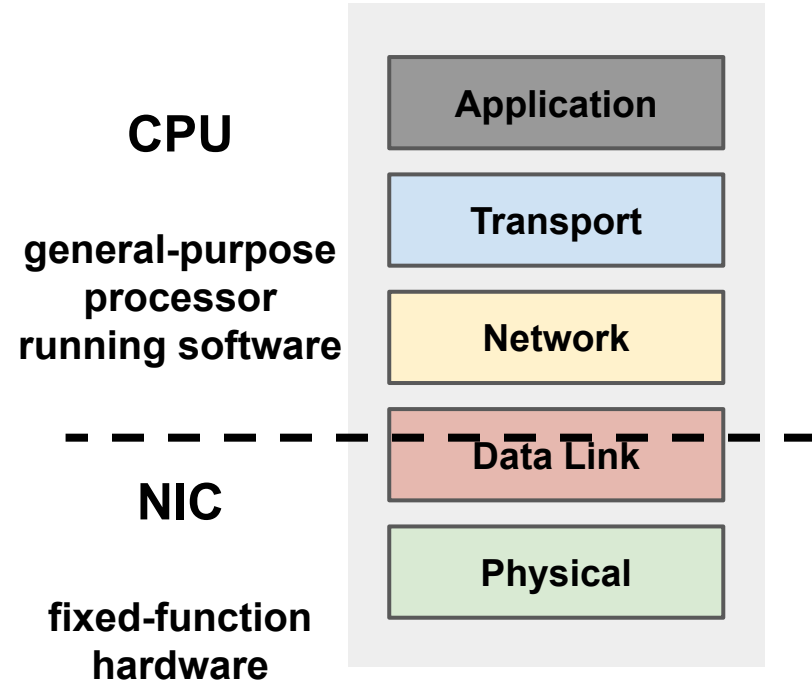 CPU
general-purpose
processor
running software
NIC
fixed-function
hardware
Application
Transport
Network
Data Link
Physical